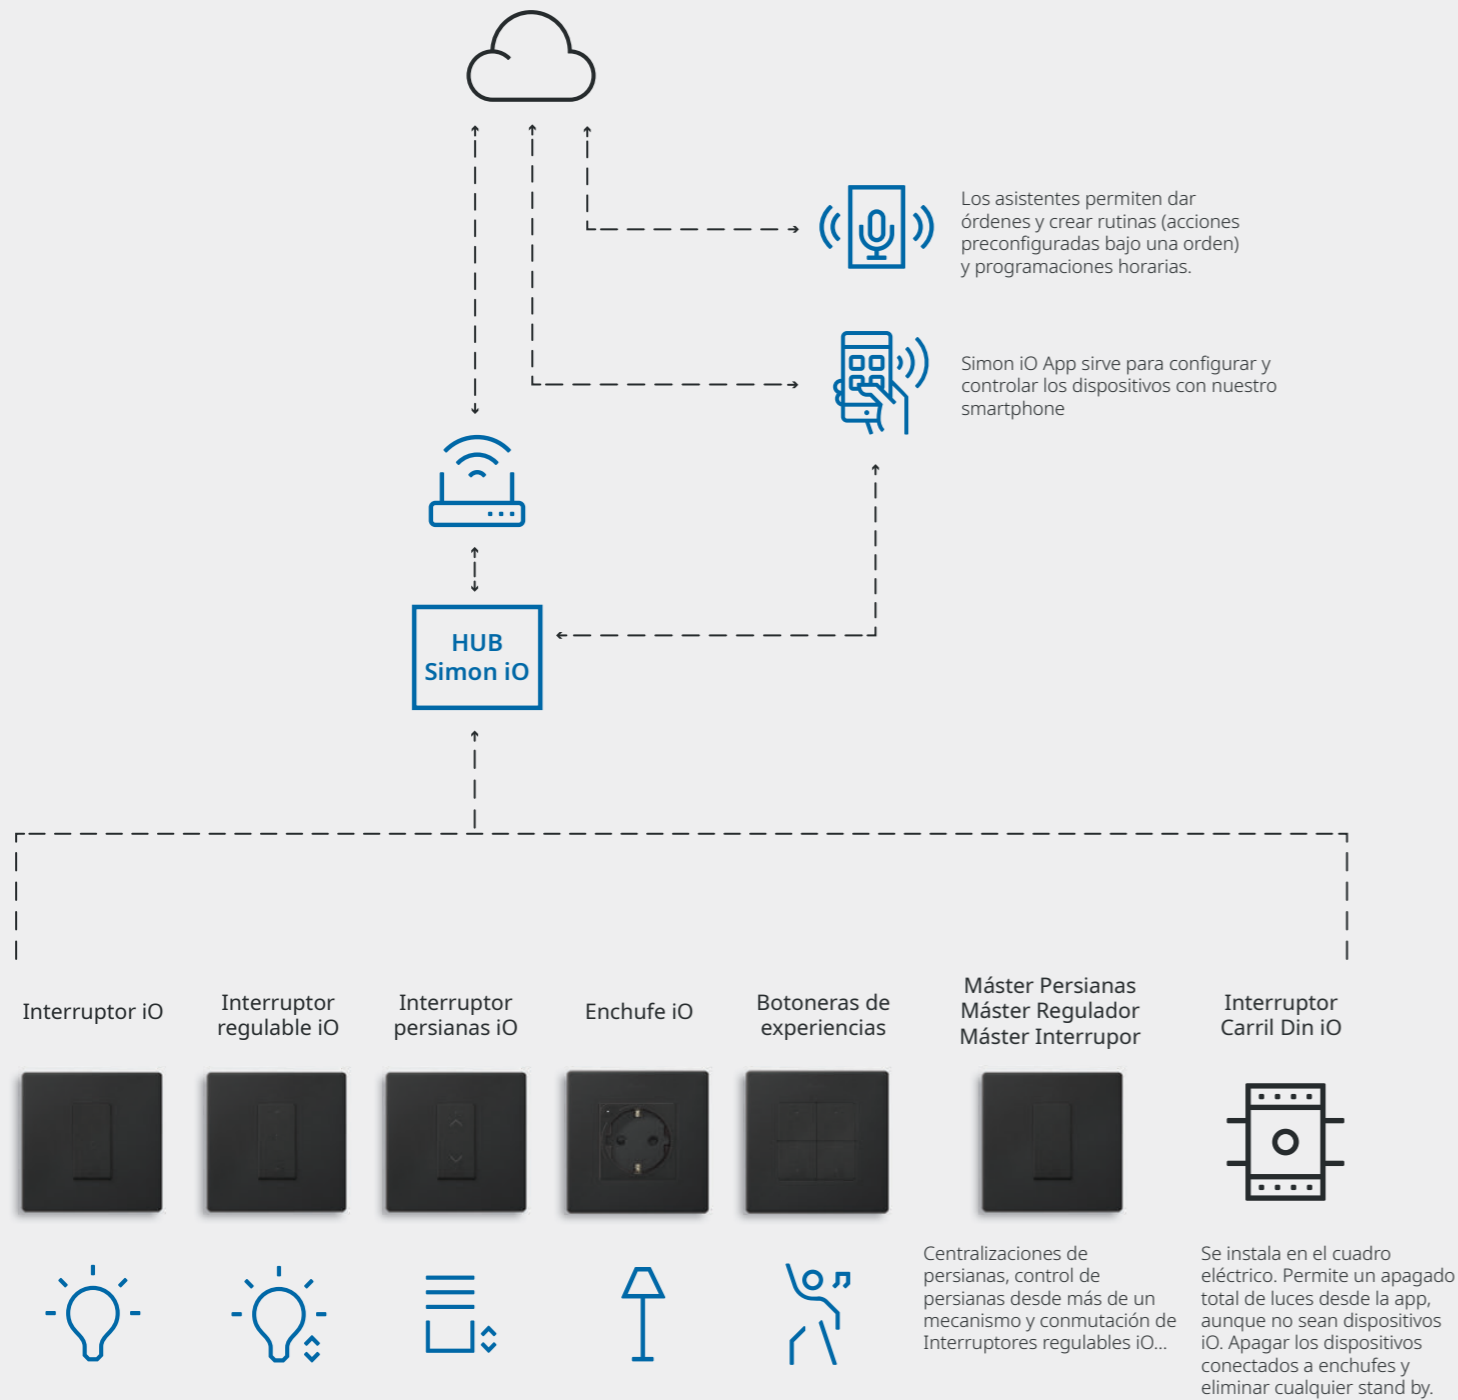 Los asistentes permiten dar
órdenes y crear rutinas (acciones
preconfiguradas bajo una orden)
y programaciones horarias.
Simon iO App sirve para configurar y
controlar los dispositivos con nuestro
smartphone
HUB
Simon iO
Interruptor iO
Interruptor
regulable iO
Interruptor
persianas iO
Enchufe iO
Botoneras de
experiencias
Máster Persianas
Máster Regulador
Máster Interrupor
Interruptor
Carril Din iO
Centralizaciones de
persianas, control de
persianas desde más de un
mecanismo y conmutación de
Interruptores regulables iO...
Se instala en el cuadro
eléctrico. Permite un apagado
total de luces desde la app,
aunque no sean dispositivos
iO. Apagar los dispositivos
conectados a enchufes y
eliminar cualquier stand by.